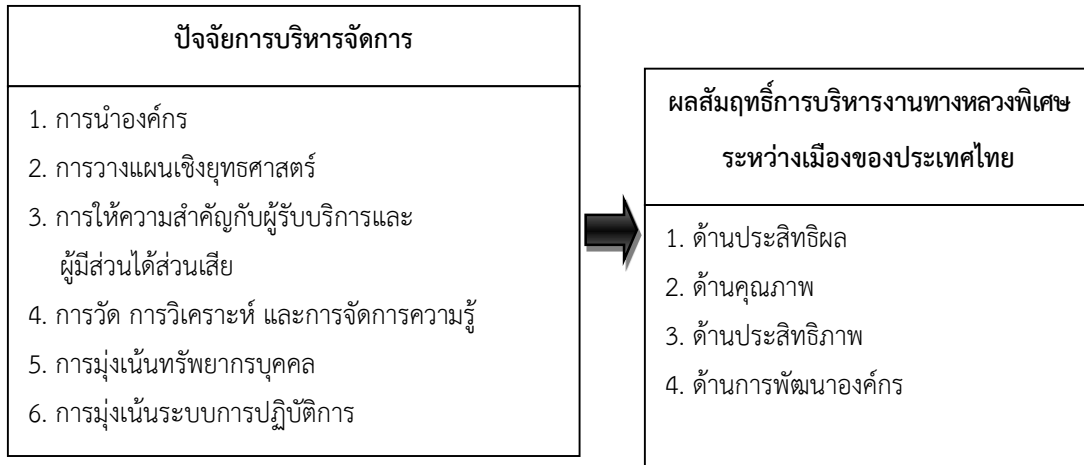 ปัจจัยการบริหารจัดการ
1. การนำองค์กร
2. การวางแผนเชิงยุทธศาสตร์
3. การให้ความสำคัญกับผู้รับบริการและ
ผู้มีส่วนได้ส่วนเสีย
4. การวัด การวิเคราะห์ และการจัดการความรู้
5. การมุ่งเน้นทรัพยากรบุคคล
6. การมุ่งเน้นระบบการปฏิบัติการ
ผลสัมฤทธิ์การบริหารงานทางหลวงพิเศษ
ระหว่างเมืองของประเทศไทย
1. ด้านประสิทธิผล
2. ด้านคุณภาพ
3. ด้านประสิทธิภาพ
4. ด้านการพัฒนาองค์กร